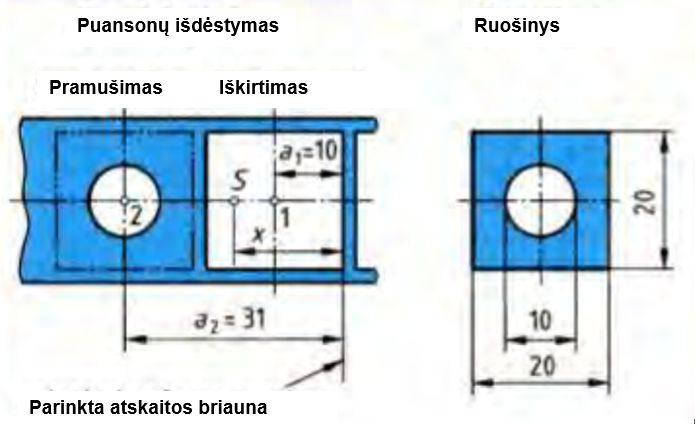 Puansonų išdėstymas
Ruošinys
Pramušimas
Iškirtimas
a₁=10
S
2
1
x
20
a₂ = 31
10
20
Parinkta atskaitos briauna